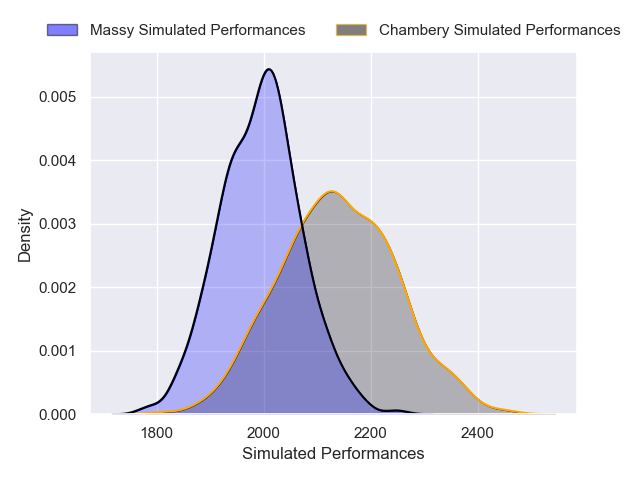 Massy Simulated Performances Chambery Simulated Performances
0.005
0.004
0.003
0.002
0.001
0.000
Density
1800 2000 2200 2400
Simulated Performances